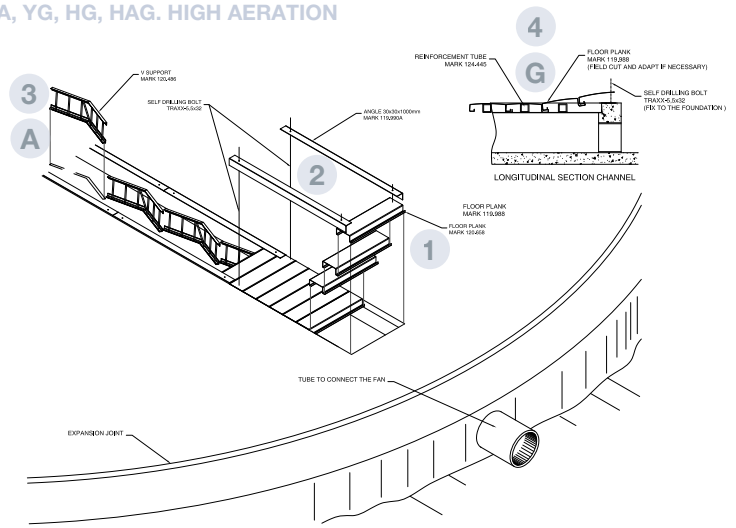 A, YG, HG, HAG. HIGH AERATION
4
G
REINFORCEMENT TUBE
MARK 124.445
FLOOR PLANK
MARK 119.988
(FIELD CUT AND ADAPT IF NECESSARY)
SELF DRILLING BOLT
TRAXX-5,5x32
(FIX TO THE FOUNDATION )
LONGITUDINAL SECTION CHANNEL
3
A
V SUPPORT
MARK 120.486
SELF DRILLING BOLT
TRAXX-5,5x32
ANGLE 30x30x1000mm
MARK 119.990A
2
FLOOR PLANK
MARK 119.988
FLOOR PLANK
MARK 120.658
1
TUBE TO CONNECT THE FAN
EXPANSION JOINT